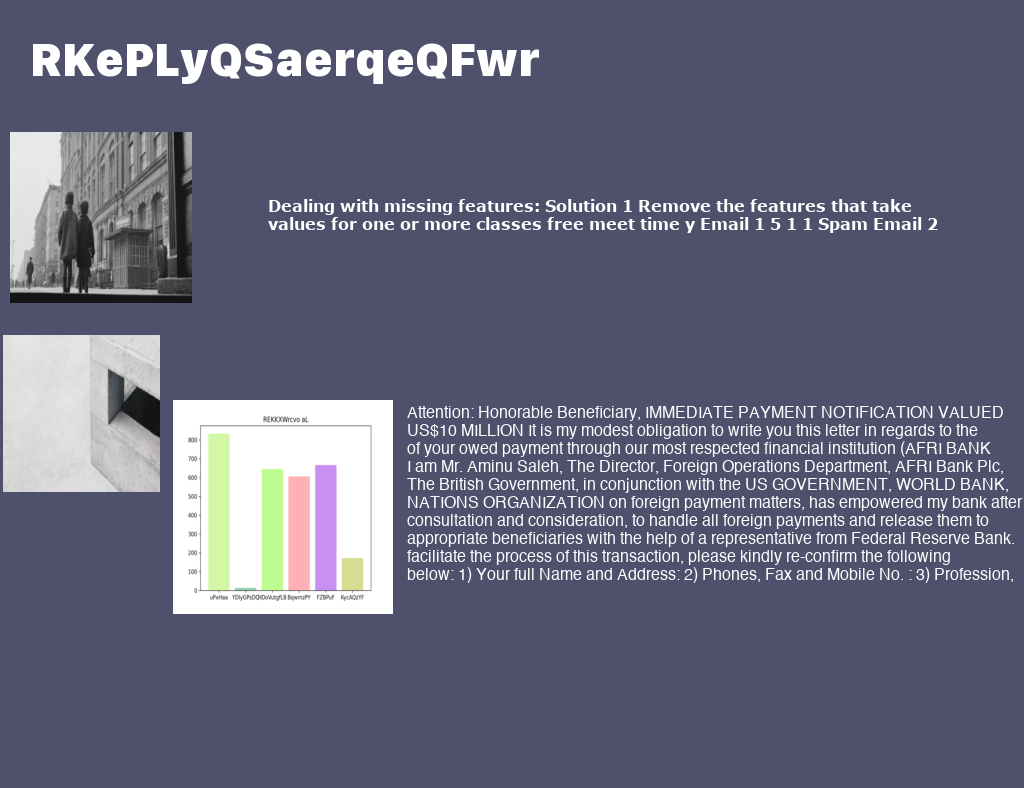 RKePLyQSaerqeQFwr
Dealing with missing features: Solution 1 Remove the features that take
values for one or more classes free meet time y Email 1 5 1 1 Spam Email 2
REKKXWrcvo aL
800
700
600
500
400
300
200
100
0
uPxHaa YDlyGPsDQ KycAQzYF
FZBPuF
Attention: Honorable Beneficiary, IMMEDIATE PAYMENT NOTIFICATION VALUED
US$10 MILLION It is my modest obligation to write you this letter in regards to the
of your owed payment through our most respected financial institution (AFRI BANK
I am Mr. Aminu Saleh, The Director, Foreign Operations Department, AFRI Bank Plc,
The British Government, in conjunction with the US GOVERNMENT, WORLD BANK,
NATIONS ORGANIZATION on foreign payment matters, has empowered my bank after
consultation and consideration, to handle all foreign payments and release them to
appropriate beneficiaries with the help of a representative from Federal Reserve Bank.
facilitate the process of this transaction, please kindly re-confirm the following
below: 1) Your full Name and Address: 2) Phones, Fax and Mobile No. : 3) Profession,